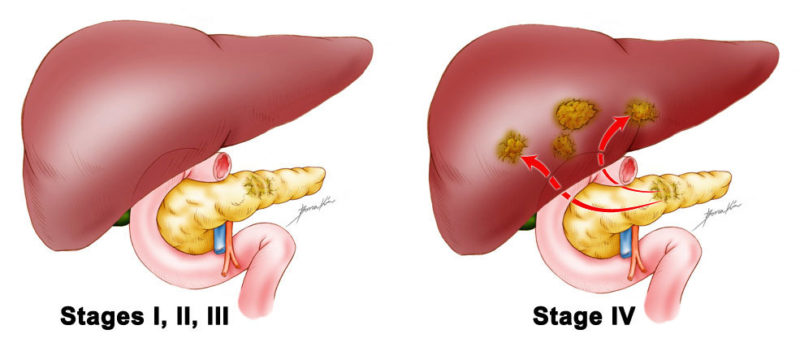 Stages I, II, III
Stage IV